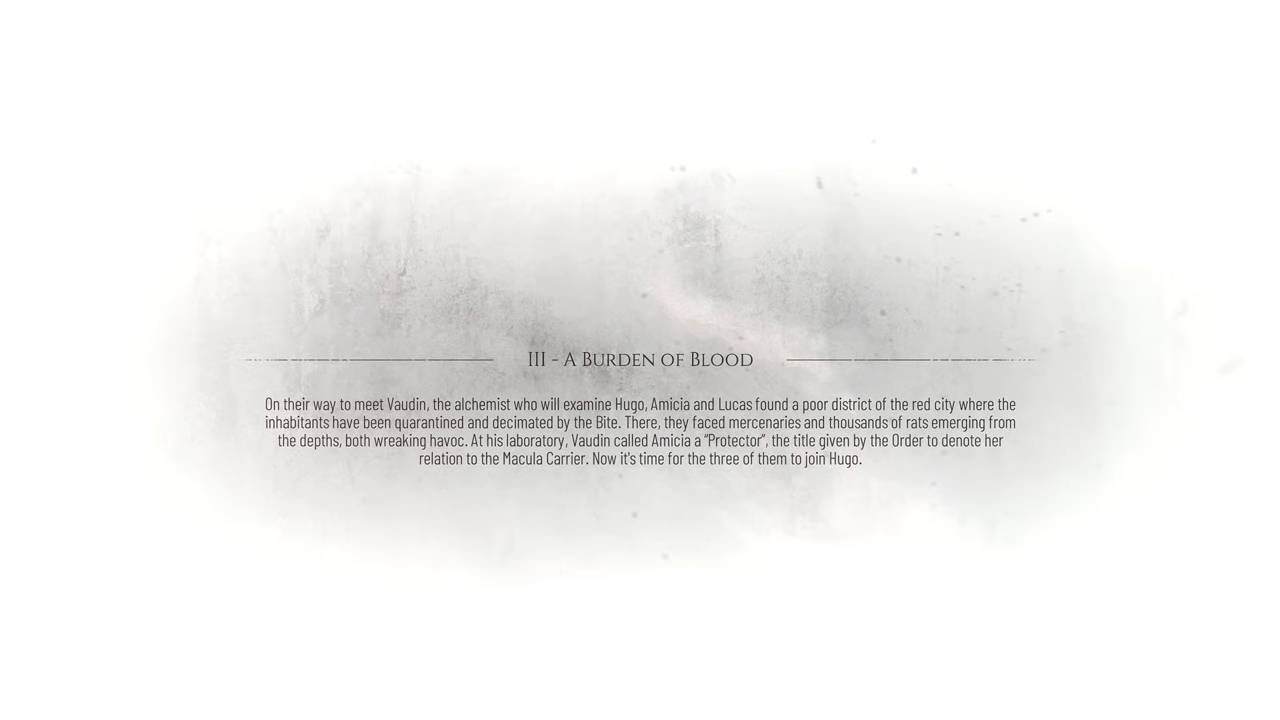 III - A Burden of Blood
On their way to meet Vaudin, the alchemist who will examine Hugo, Amicia and Lucas found a poor district of the red city where the
inhabitants have been quarantined and decimated by the Bite. There, they faced mercenaries and thousands of rats emerging from
the depths, both wreaking havoc. At his laboratory, Vaudin called Amicia a “Protector”, the title given by the Order to denote her
relation to the Macula Carrier. Now it's time for the three of them to join Hugo.